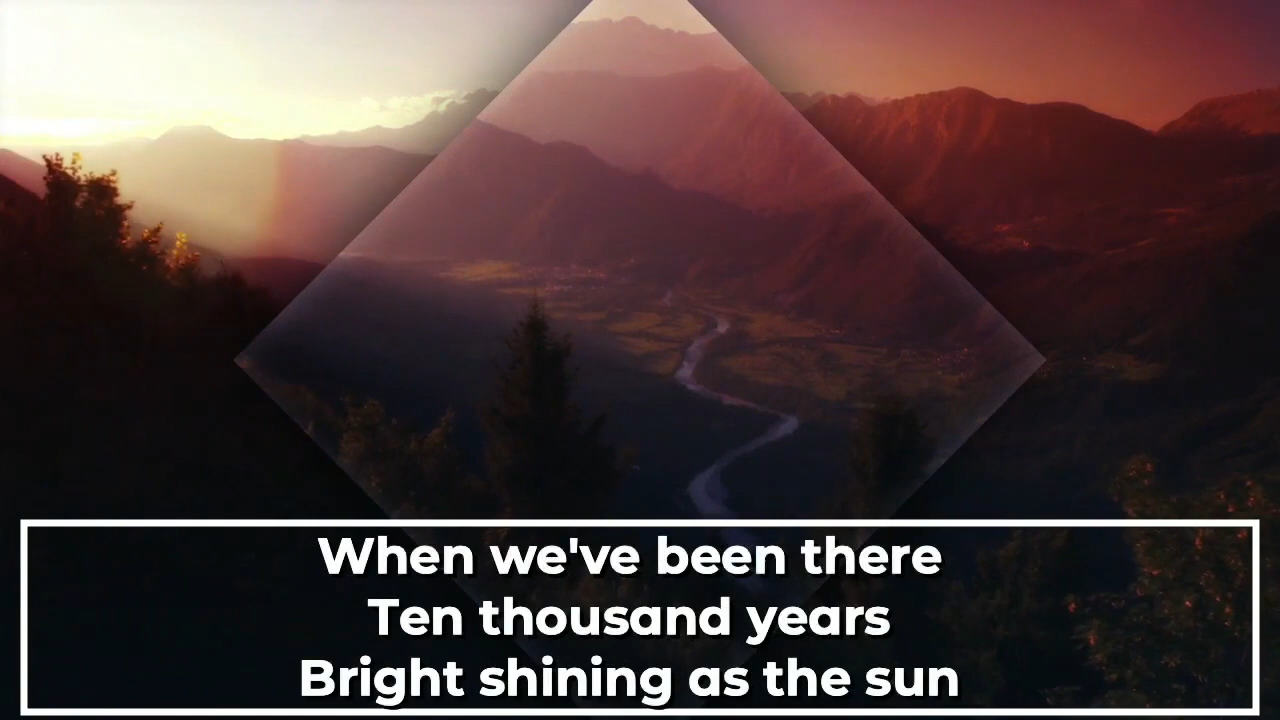 When we've been there
Ten thousand years
Bright shining as the sun